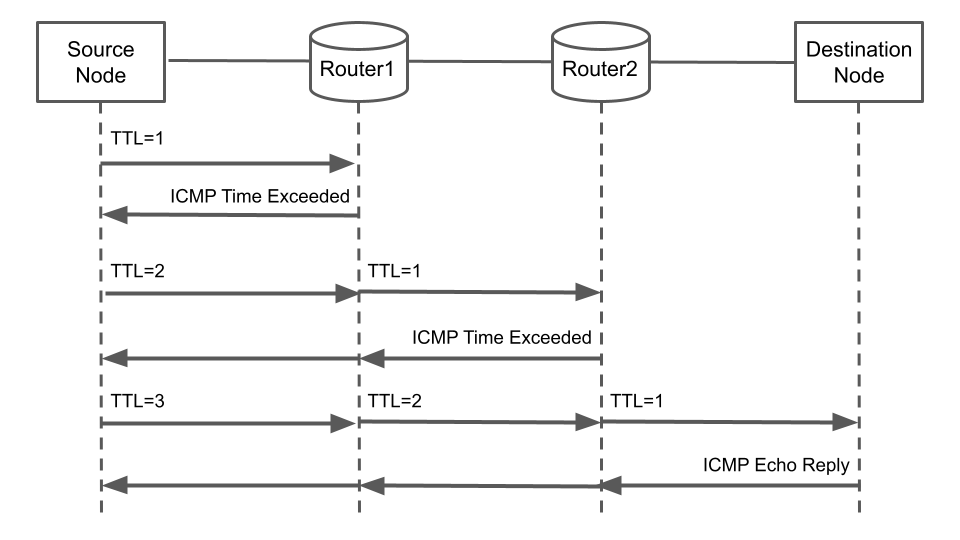 Source
Node
Router1
Router2
Destination
Node
TTL=1
ICMP Time Exceeded
TTL=2
TTL=1
ICMP Time Exceeded
TTL=3
TTL=2
TTL=1
ICMP Echo Reply